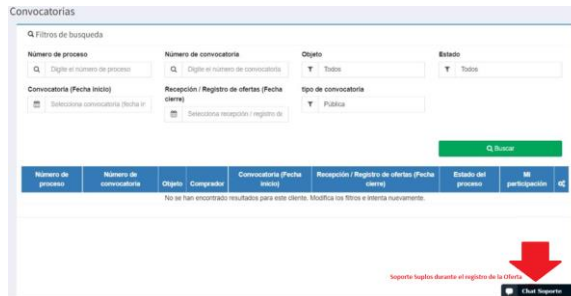 Convocatorias
Filtros de busqueda
Número de proceso
Número de convocatoria
Objeto
Estado
Digite el número de proceso
Digite el número de convocatoria
Todos
Todos
Convocatoria (Fecha inicio)
Recepción / Registro de ofertas (Fecha cierre)
tipo de convocatoria
Selecciona convocatoria (fecha in
Selecciona recepción / registro de
Pública
Buscar
Número de proceso
Número de convocatoria
Objeto
Comprador
Convocatoria (Fecha inicio)
Recepción / Registro de ofertas (Fecha cierre)
Estado del proceso
Mi participación
No se han encontrado resultados para este cliente. Modifica los filtros e intenta nuevamente.
Soporte Suplos durante el registro de la Oferta
Chat Soporte